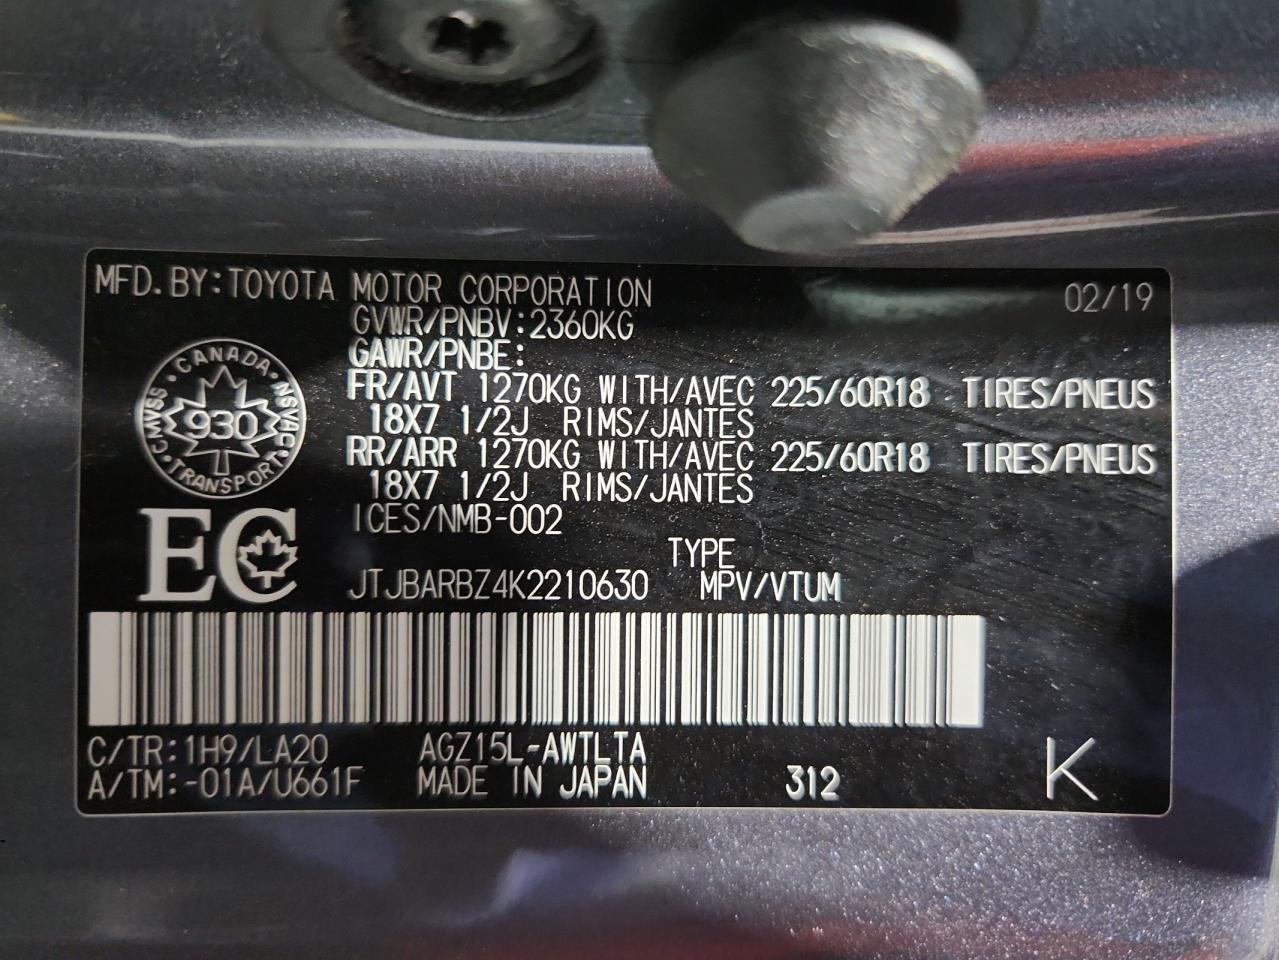 MFD. BY: TOYOTA MOTOR CORPORATION 02/19
GVWR/PNBV: 2360KG
GAWR/PNBE:
FR/AVT 1270KG WITH/AVEC 225/60R18 TIRES/PNEUS
18X7 1/2J RIMS/JANTES
RR/ARR 1270KG WITH/AVEC 225/60R18 TIRES/PNEUS
18X7 1/2J RIMS/JANTES
ICES/NMB-002
CANADA · NSVAC · TRANSPORT · CMVSS ·
930
EC
TYPE
JTJBARBZ4K2210630 MPV/VTUM
C/TR: 1H9/LA20 AGZ15L-AWTLTA
A/TM: -01A/U661F MADE IN JAPAN 312 K